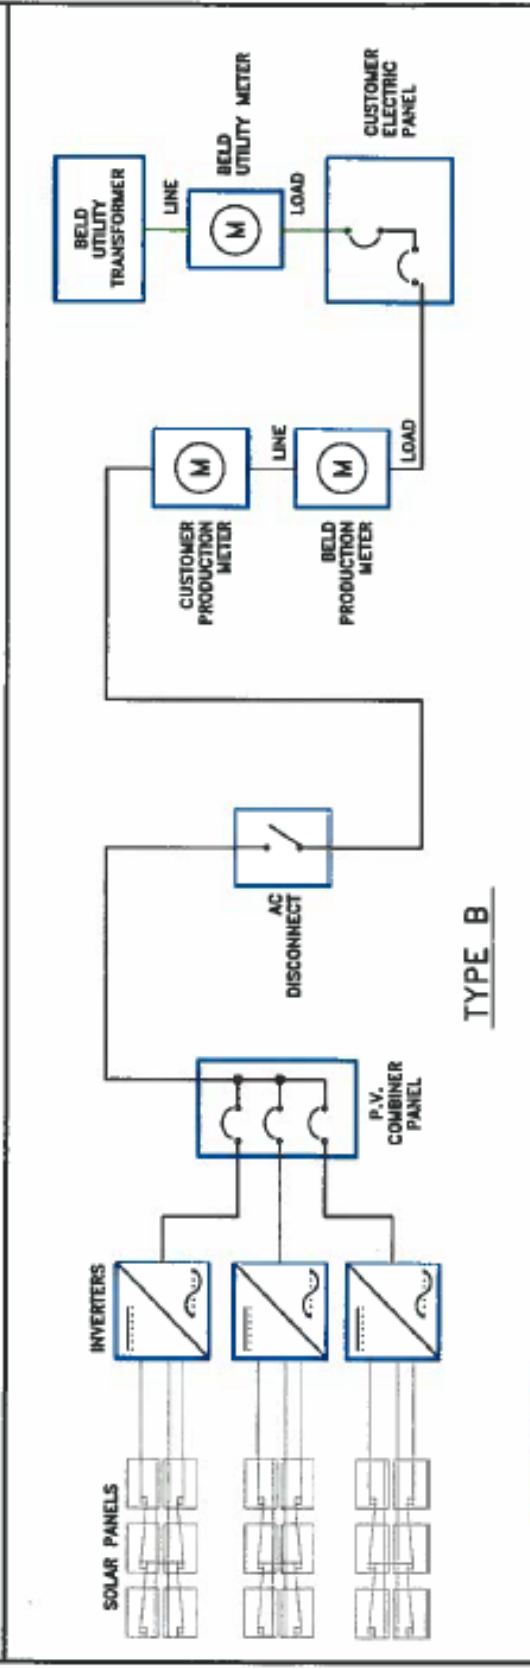 SOLAR PANELS
INVERTERS
P.V.
COMBINER
PANEL
AC
DISCONNECT
TYPE B
CUSTOMER
PRODUCTION
METER
M
LINE
BELD
PRODUCTION
METER
M
LOAD
BELD
UTILITY
TRANSFORMER
LINE
M
BELD
UTILITY METER
LOAD
CUSTOMER
ELECTRIC
PANEL